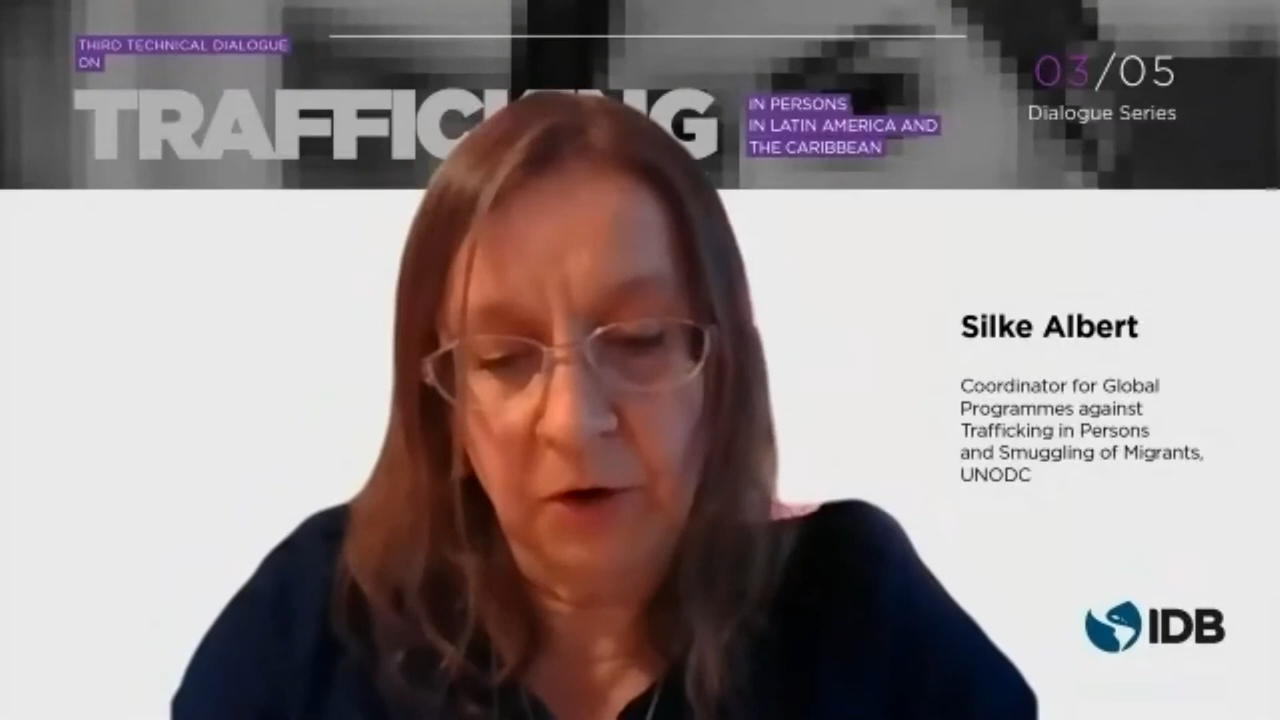 THIRD TECHNICAL DIALOGUE
ON
TRAFFICKING
IN PERSONS
IN LATIN AMERICA AND
THE CARIBBEAN
03/05
Dialogue Series
Silke Albert
Coordinator for Global
Programmes against
Trafficking in Persons
and Smuggling of Migrants,
UNODC
IDB